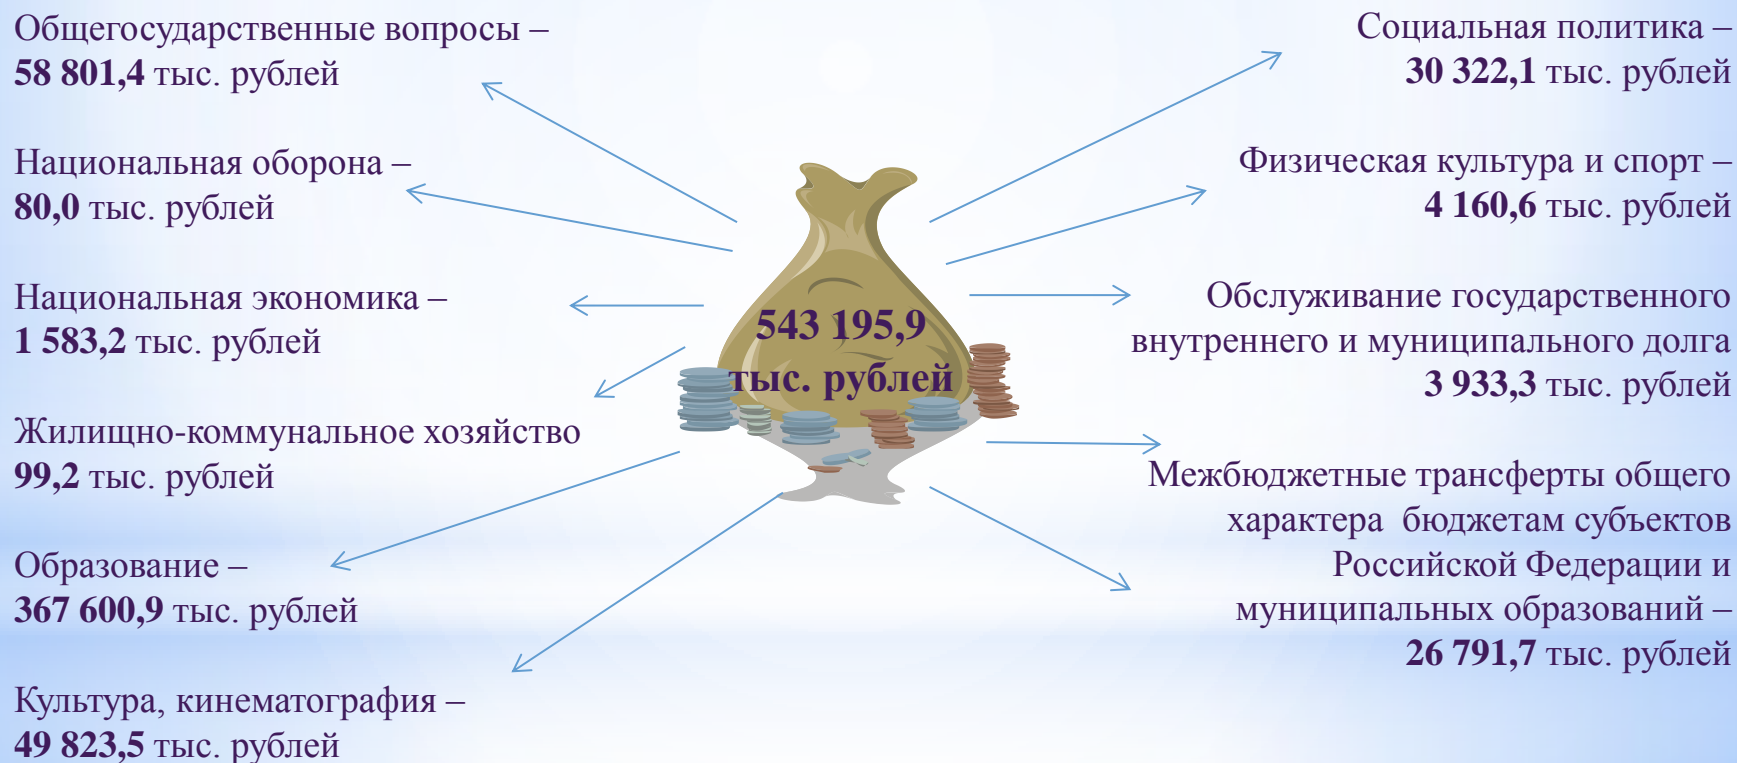 Общегосударственные вопросы –
58 801,4 тыс. рублей
Национальная оборона –
80,0 тыс. рублей
Национальная экономика –
1 583,2 тыс. рублей
Жилищно-коммунальное хозяйство
99,2 тыс. рублей
Образование –
367 600,9 тыс. рублей
Культура, кинематография –
49 823,5 тыс. рублей
543 195,9
тыс. рублей
Социальная политика –
30 322,1 тыс. рублей
Физическая культура и спорт –
4 160,6 тыс. рублей
Обслуживание государственного
внутреннего и муниципального долга
3 933,3 тыс. рублей
Межбюджетные трансферты общего
характера бюджетам субъектов
Российской Федерации и
муниципальных образований –
26 791,7 тыс. рублей